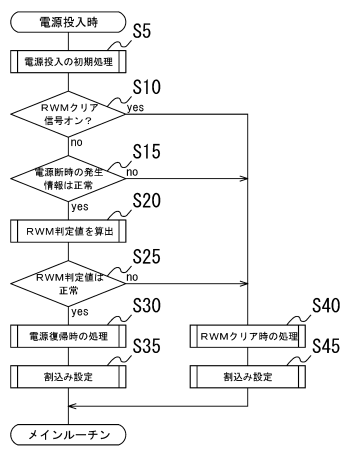 電源投入時
S5
電源投入の初期処理
S10
RWMクリア
信号オン?
yes
no
S15
電源断時の発生
情報は正常
no
yes
S20
RWM判定値を算出
S25
RWM判定値は
正常
no
yes
S30
電源復帰時の処理
S40
RWMクリア時の処理
S35
割込み設定
S45
割込み設定
メインルーチン